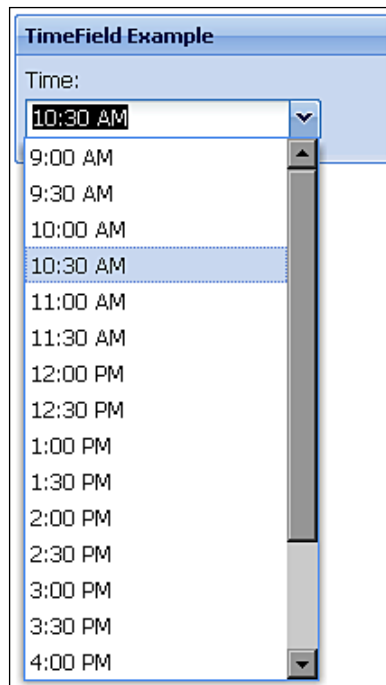 TimeField Example
Time:
10:30 AM
9:00 AM
9:30 AM
10:00 AM
10:30 AM
11:00 AM
11:30 AM
12:00 PM
12:30 PM
1:00 PM
1:30 PM
2:00 PM
2:30 PM
3:00 PM
3:30 PM
4:00 PM